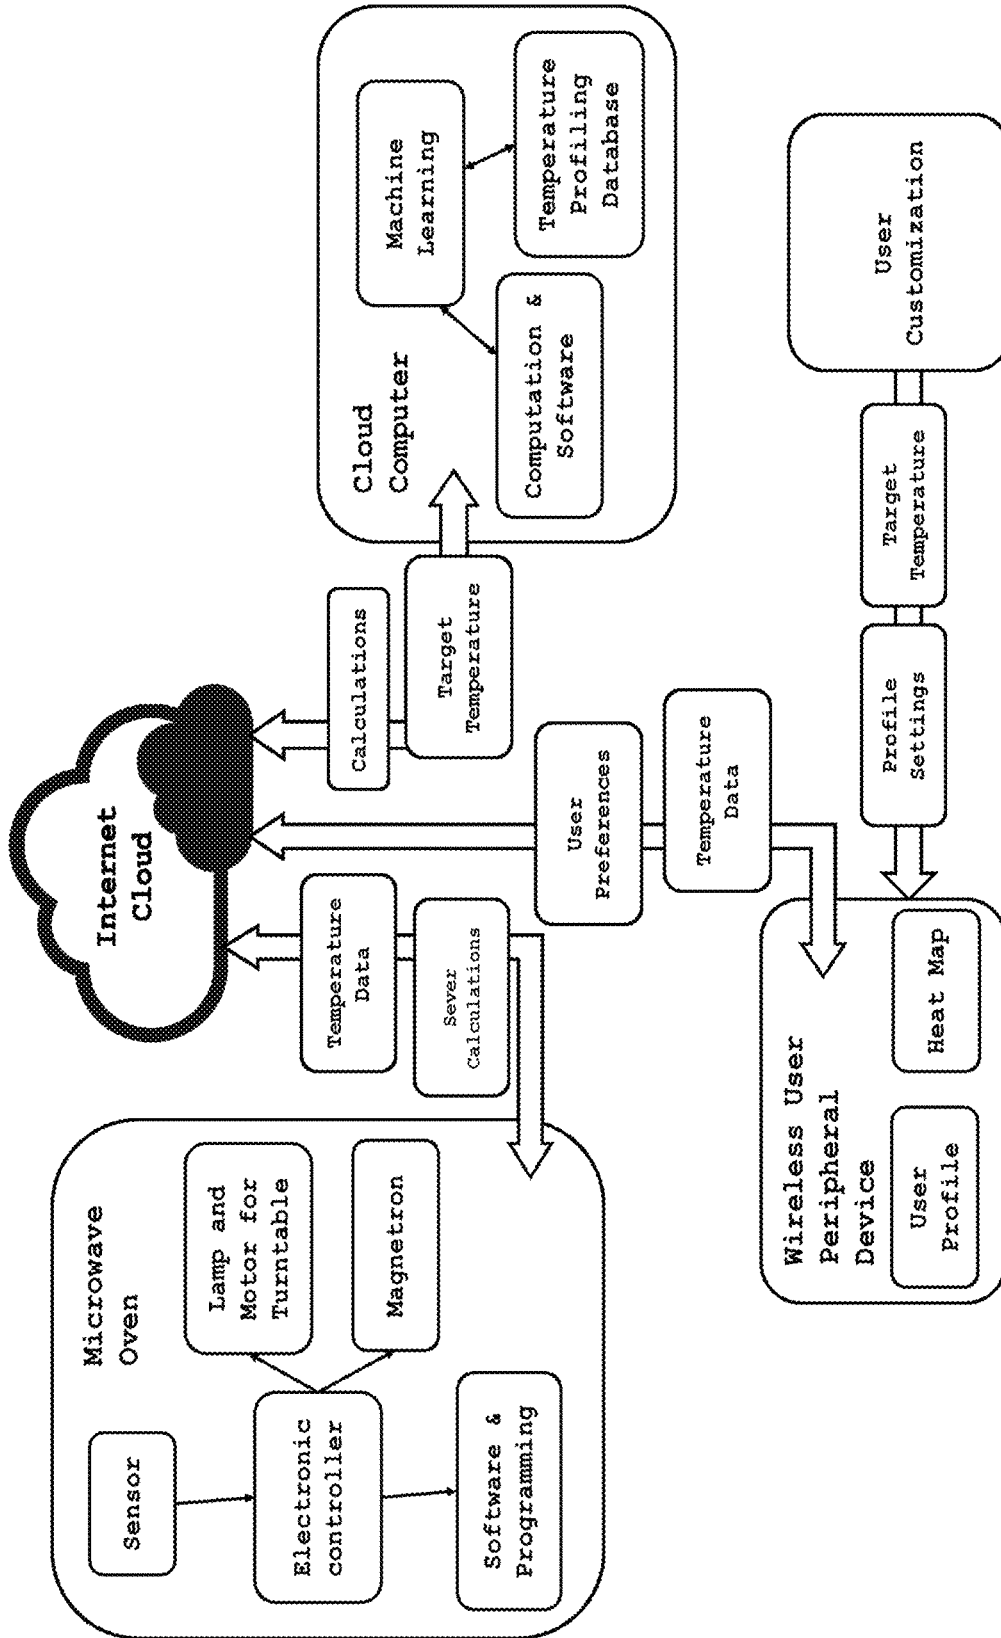 Internet
Cloud
Microwave
Oven
Sensor
Electronic
controller
Lamp and
Motor for
Turntable
Magnetron
Software &
Programming
Temperature
Data
Sever
Calculations
User
Preferences
Temperature
Data
Calculations
Target
Temperature
Cloud
Computer
Machine
Learning
Computation &
Software
Temperature
Profiling
Database
Wireless User
Peripheral
Device
User
Profile
Heat Map
Profile
Settings
Target
Temperature
User
Customization